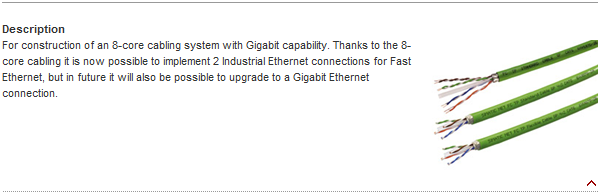 Description
For construction of an 8-core cabling system with Gigabit capability. Thanks to the 8-
core cabling it is now possible to implement 2 Industrial Ethernet connections for Fast
Ethernet, but in future it will also be possible to upgrade to a Gigabit Ethernet
connection.